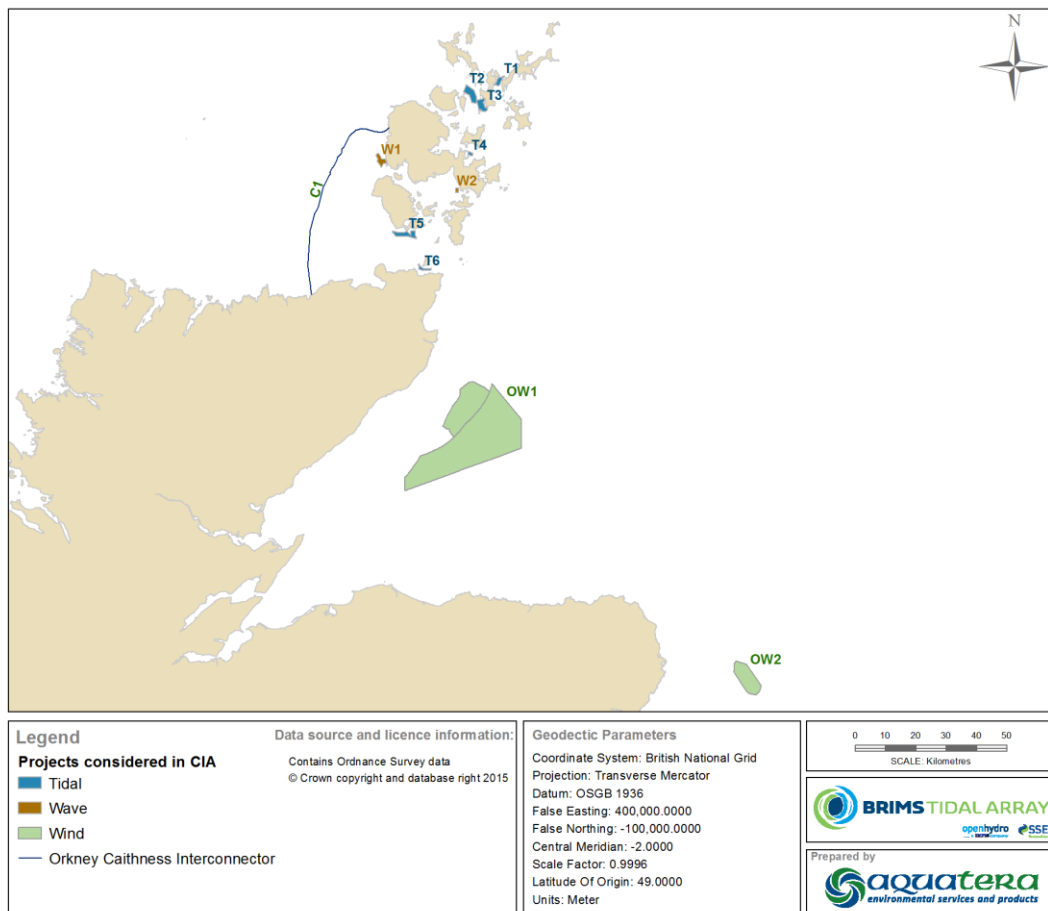 N
T1
T2
T3
T4
W1
W2
C1
T5
T6
OW1
OW2
Legend
Projects considered in CIA
Tidal
Wave
Wind
Orkney Caithness Interconnector
Data source and licence information:
Contains Ordnance Survey data
© Crown copyright and database right 2015
Geodectic Parameters
Coordinate System: British National Grid
Projection: Transverse Mercator
Datum: OSGB 1936
False Easting: 400,000.0000
False Northing: -100,000.0000
Central Meridian: -2.0000
Scale Factor: 0.9996
Latitude Of Origin: 49.0000
Units: Meter
0 10 20 30 40 50
SCALE: Kilometres
BRIMS TIDAL ARRAY
openhydro
SSE
Prepared by
aquatera
environmental services and products